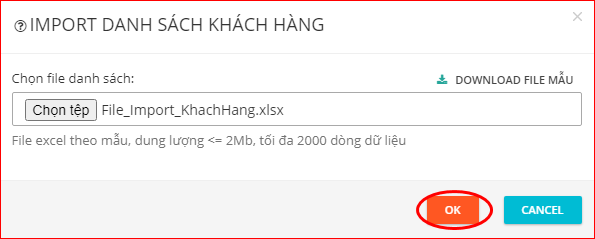 IMPORT DANH SÁCH KHÁCH HÀNG
Chọn file danh sách:
DOWNLOAD FILE MẪU
Chọn tệp File_Import_KhachHang.xlsx
File excel theo mẫu, dung lượng <= 2Mb, tối đa 2000 dòng dữ liệu
OK
CANCEL